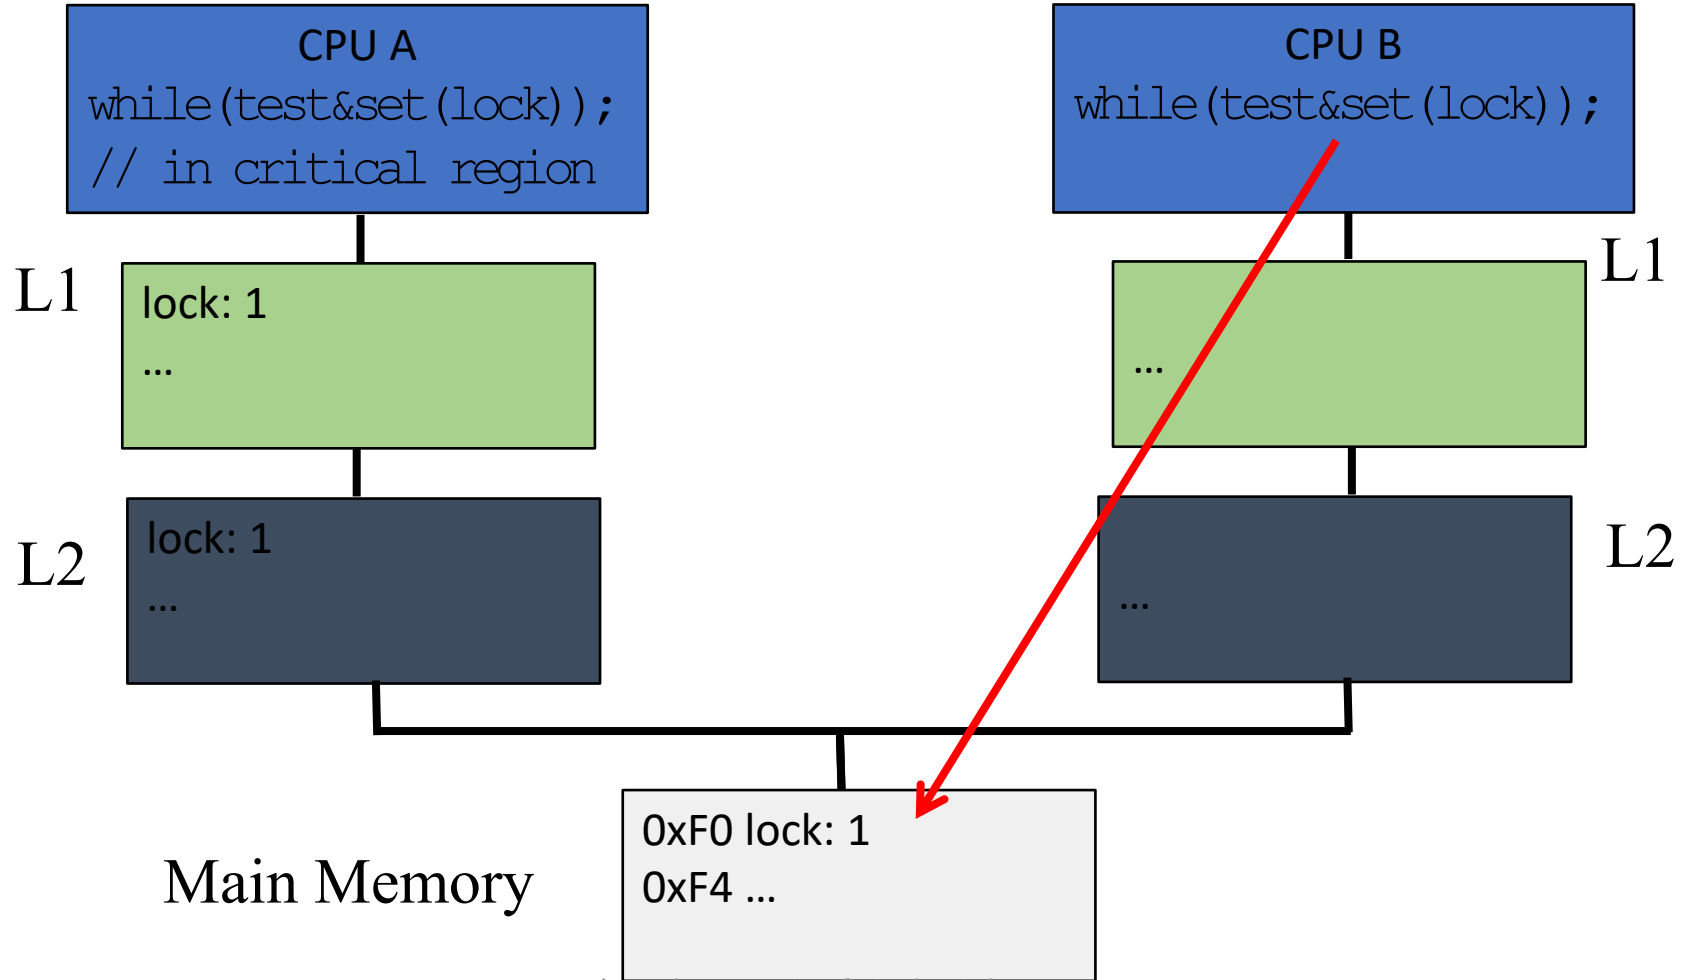 CPU A
while(test&set(lock));
// in critical region
CPU B
while(test&set(lock));
L1
lock: 1
...
L1
...
L2
lock: 1
...
L2
...
Main Memory
0xF0 lock: 1
0xF4 ...